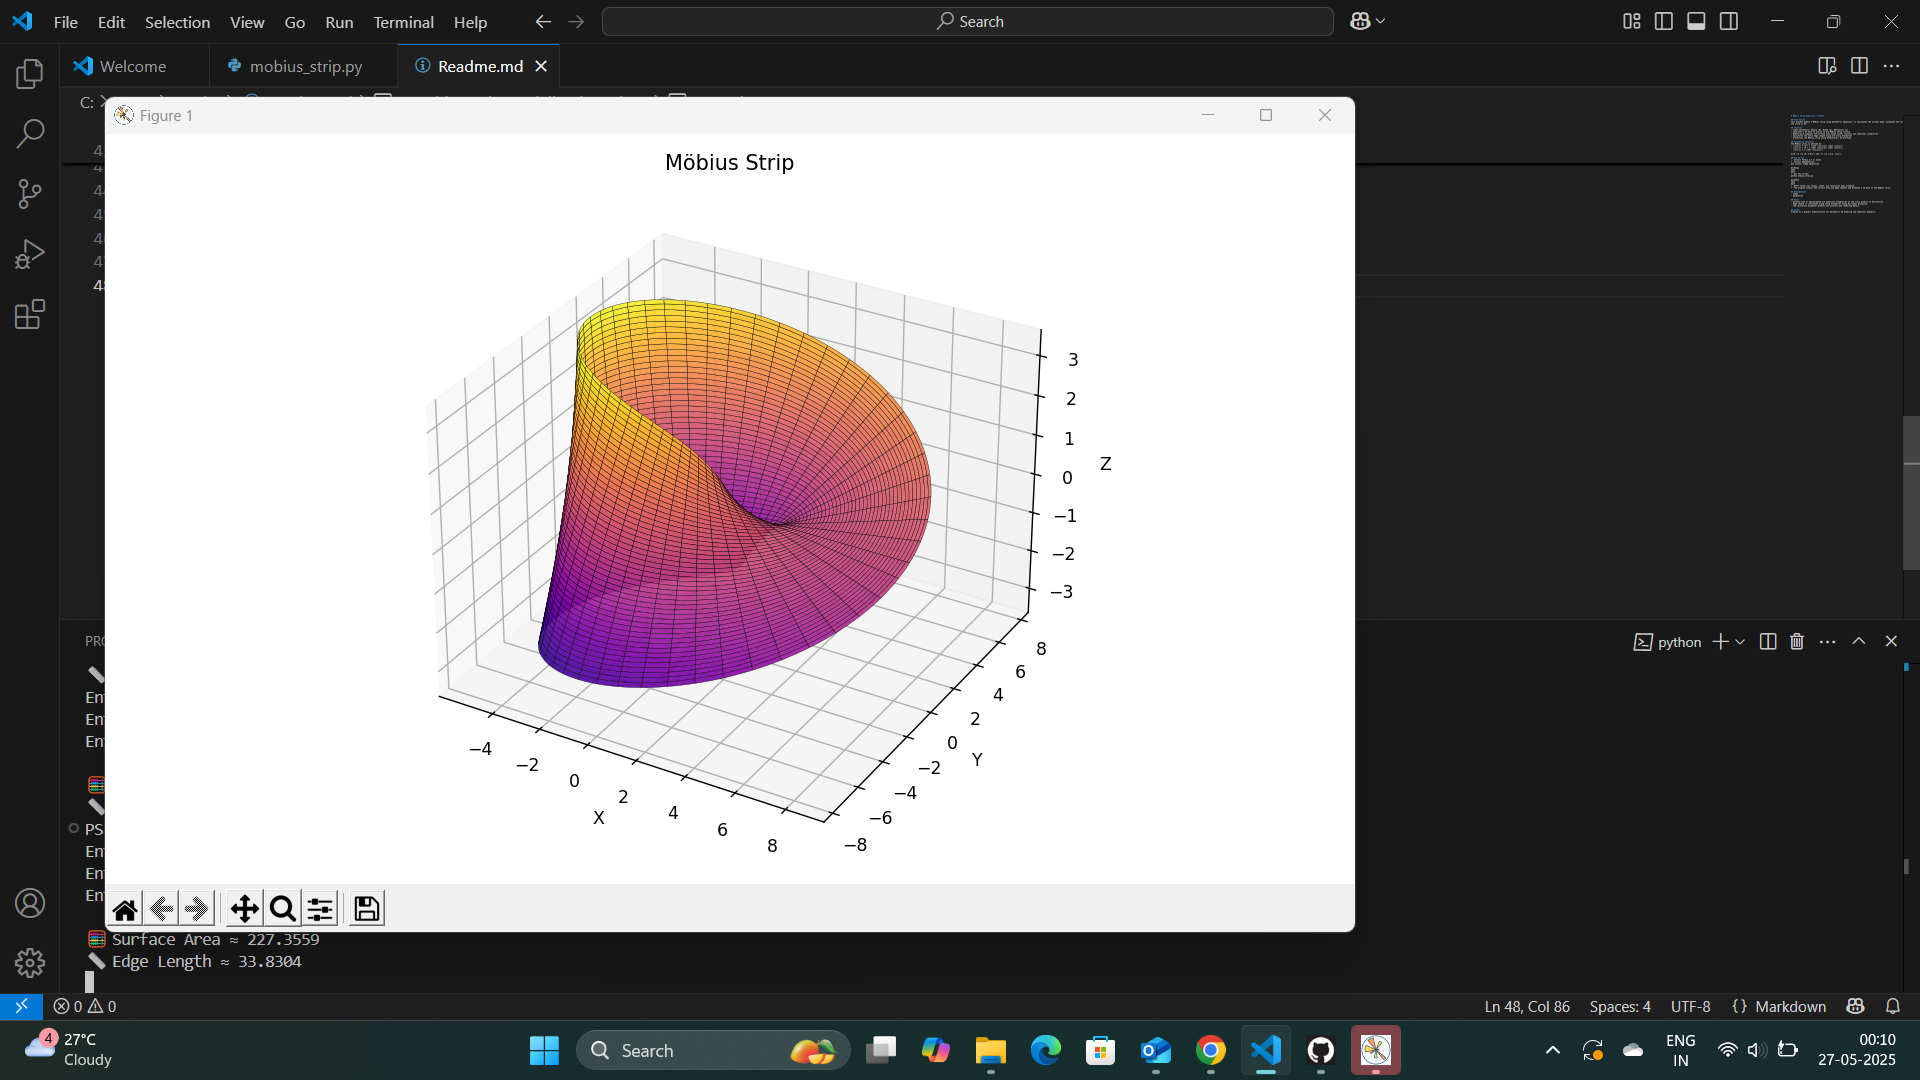 File Edit Selection View Go Run Terminal Help
Search
Welcome
mobius_strip.py
Readme.md
C:
Figure 1
Möbius Strip
3
2
1
0
−1
−2
−3
Z
8
6
4
2
0
−2
−4
−6
−8
Y
−4
−2
0
2
4
6
8
X
48
python
PS
Surface Area ≈ 227.3559
Edge Length ≈ 33.8304
0 0
Ln 48, Col 86
Spaces: 4
UTF-8
{ } Markdown
4
27°C
Cloudy
Search
ENG
IN
00:10
27-05-2025